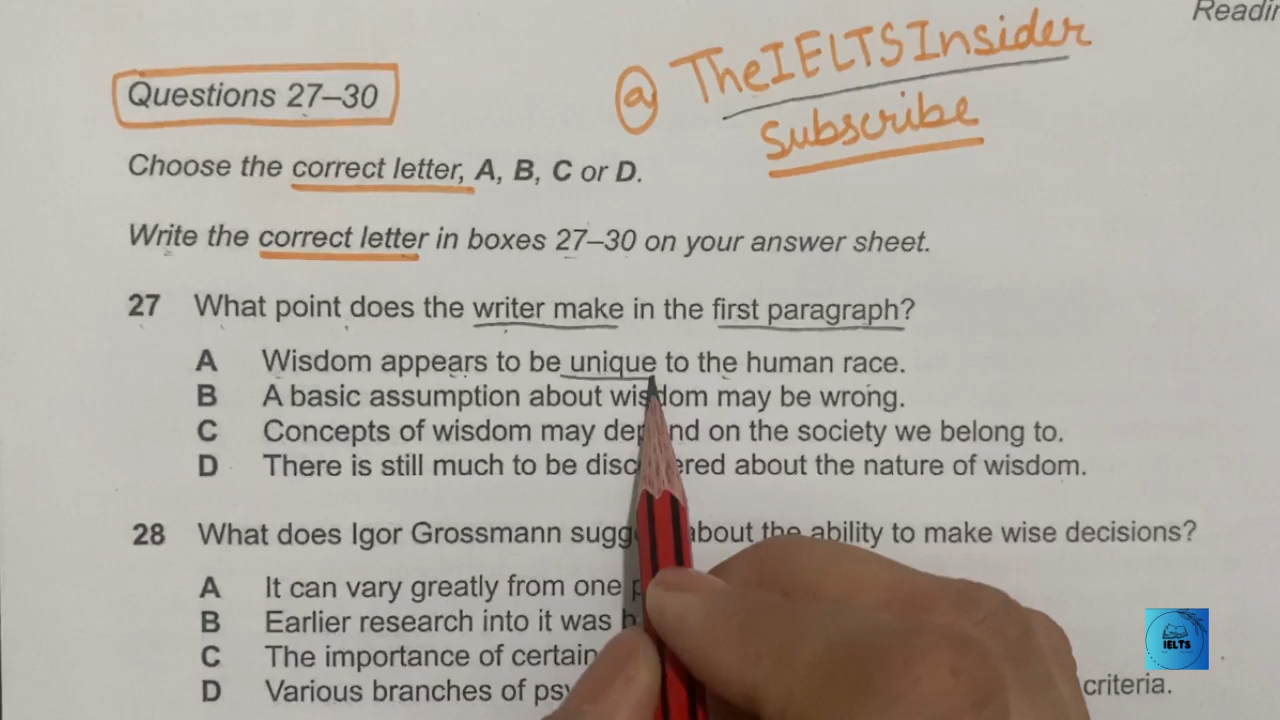 Readin
@ TheIELTSInsider
Subscribe
Questions 27–30
Choose the correct letter, A, B, C or D.
Write the correct letter in boxes 27–30 on your answer sheet.
27 What point does the writer make in the first paragraph?
A Wisdom appears to be unique to the human race.
B A basic assumption about wisdom may be wrong.
C Concepts of wisdom may depend on the society we belong to.
D There is still much to be discovered about the nature of wisdom.
28 What does Igor Grossmann about the ability to make wise decisions?
A It can vary greatly from one
B Earlier research into it was
C The importance of certain
D Various branches of criteria.
IELTS